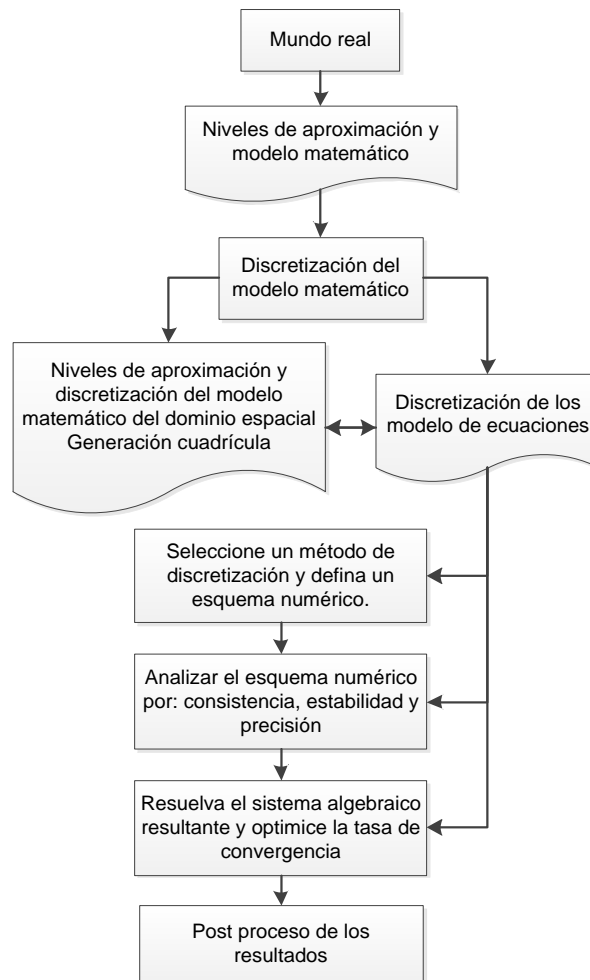 Mundo real
Niveles de aproximación y
modelo matemático
Discretización del
modelo matemático
Niveles de aproximación y
discretización del modelo
matemático del dominio espacial
Generación cuadrícula
Discretización de los
modelo de ecuaciones
Seleccione un método de
discretización y defina un
esquema numérico.
Analizar el esquema numérico
por: consistencia, estabilidad y
precisión
Resuelva el sistema algebraico
resultante y optimice la tasa de
convergencia
Post proceso de los
resultados